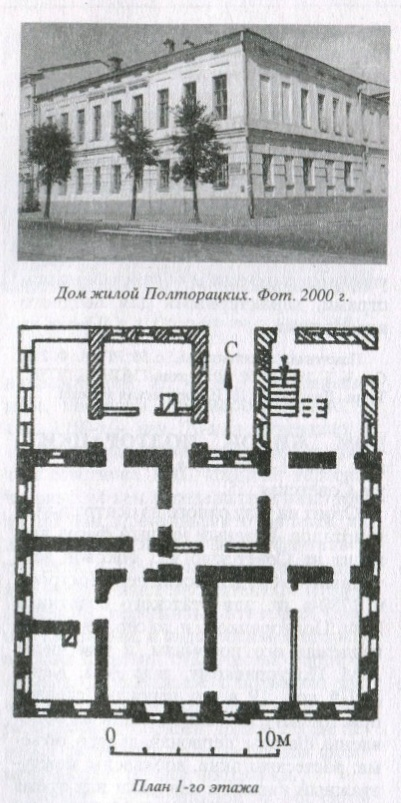 Дом жилой Полторацких. Фот. 2000 г.
С
0 10м
План 1-го этажа